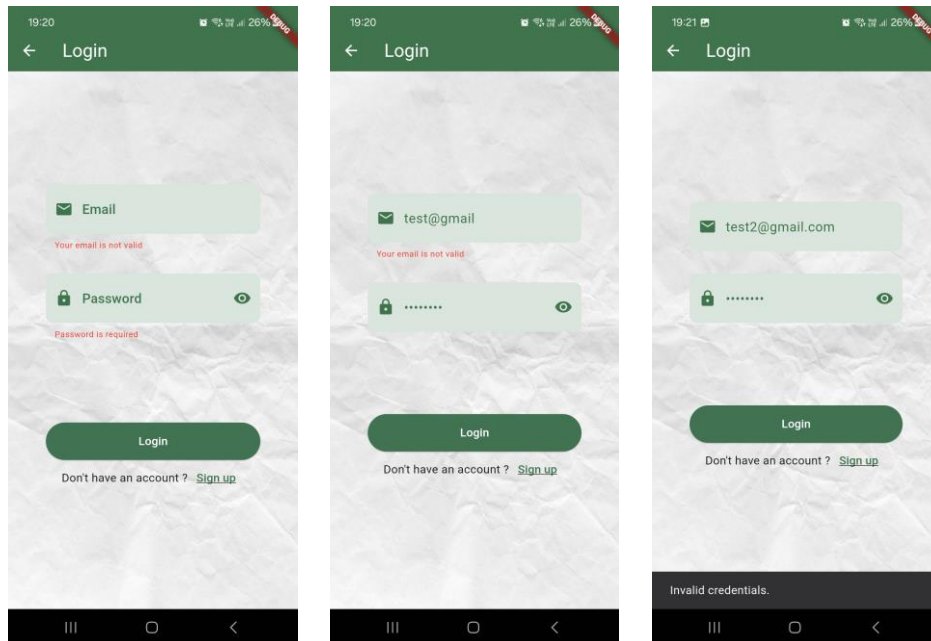 19:20
26%
DEBUG
Login
Email
Your email is not valid
Password
Password is required
Login
Don't have an account ? Sign up
19:20
26%
DEBUG
Login
test@gmail
Your email is not valid
········
Login
Don't have an account ? Sign up
19:21
26%
DEBUG
Login
test2@gmail.com
········
Login
Don't have an account ? Sign up
Invalid credentials.